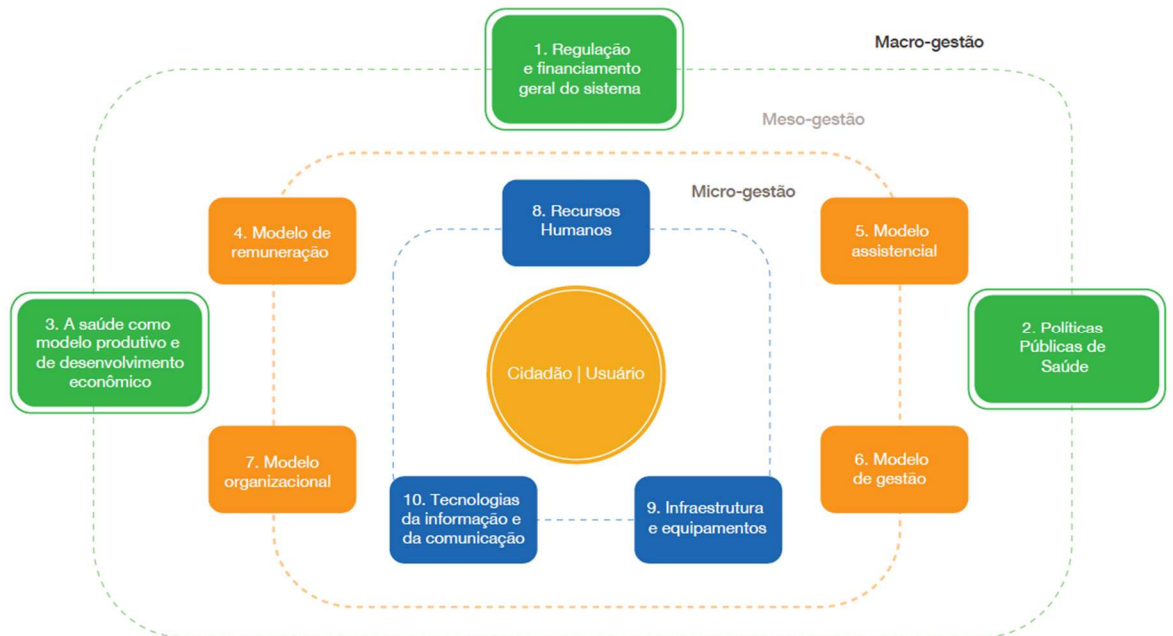 1. Regulação
e financiamento
geral do sistema
Macro-gestão
Meso-gestão
Micro-gestão
8. Recursos
Humanos
4. Modelo de
remuneração
5. Modelo
assistencial
3. A saúde como
modelo produtivo e
de desenvolvimento
econômico
Cidadão | Usuário
2. Políticas
Públicas de
Saúde
7. Modelo
organizacional
6. Modelo
de gestão
10. Tecnologias
da informação e
da comunicação
9. Infraestrutura
e equipamentos